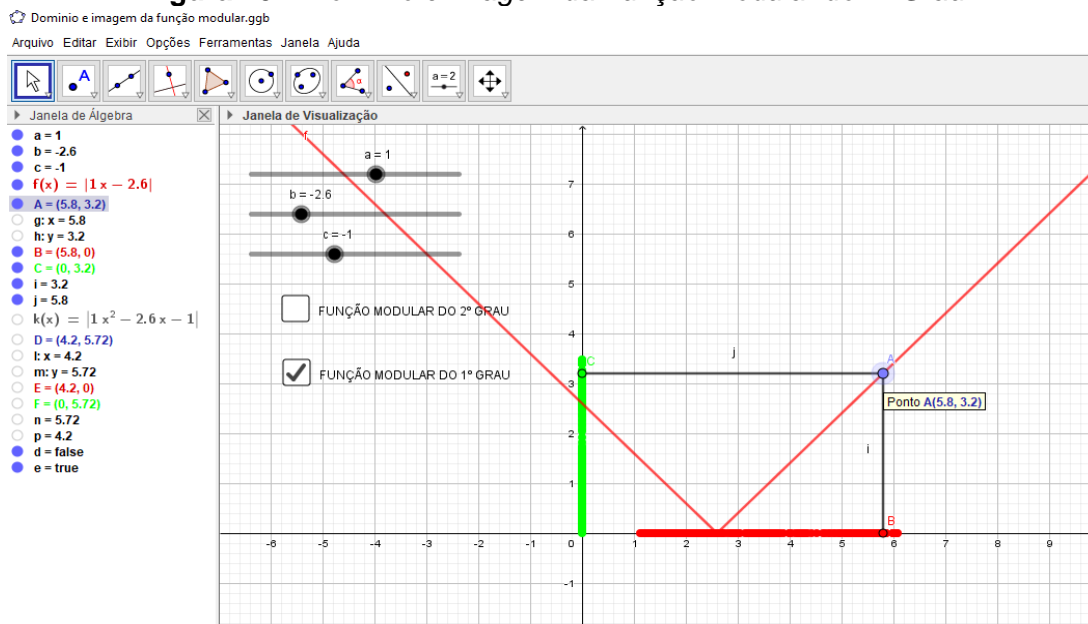 Dominio e imagem da função modular.ggb
Arquivo Editar Exibir Opções Ferramentas Janela Ajuda
A
a=2
Janela de Álgebra
Janela de Visualização
a = 1
b = -2.6
c = -1
f(x) = |1 x − 2.6|
A = (5.8, 3.2)
g: x = 5.8
h: y = 3.2
B = (5.8, 0)
C = (0, 3.2)
i = 3.2
j = 5.8
k(x) = |1 x² − 2.6 x − 1|
D = (4.2, 5.72)
l: x = 4.2
m: y = 5.72
E = (4.2, 0)
F = (0, 5.72)
n = 5.72
p = 4.2
d = false
e = true
f
a = 1
b = -2.6
c = -1
FUNÇÃO MODULAR DO 2º GRAU
FUNÇÃO MODULAR DO 1º GRAU
7
6
5
4
3
2
1
-1
C
j
A
Ponto A(5.8, 3.2)
i
B
-6 -5 -4 -3 -2 -1 0 1 2 3 4 5 6 7 8 9